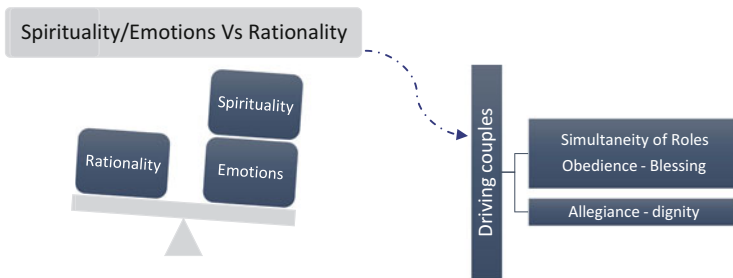 Spirituality/Emotions Vs Rationality
Spirituality
Rationality
Emotions
Driving couples
Simultaneity of Roles
Obedience - Blessing
Allegiance - dignity